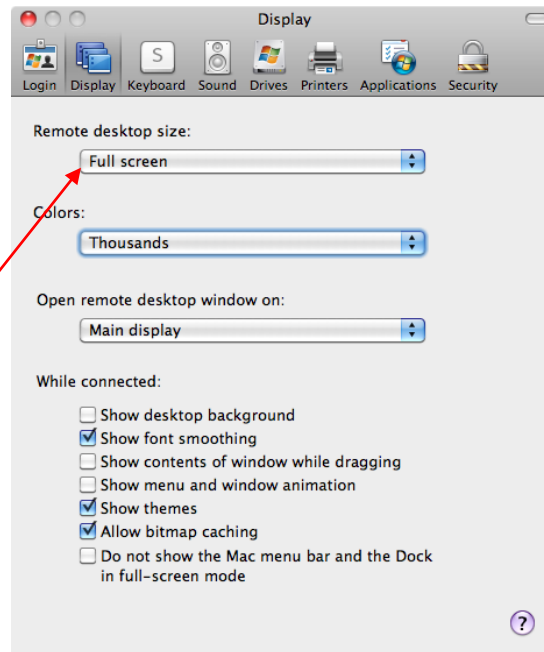 Display
Login Display Keyboard Sound Drives Printers Applications Security
Remote desktop size:
Full screen
Colors:
Thousands
Open remote desktop window on:
Main display
While connected:
Show desktop background
Show font smoothing
Show contents of window while dragging
Show menu and window animation
Show themes
Allow bitmap caching
Do not show the Mac menu bar and the Dock
in full-screen mode
S
?